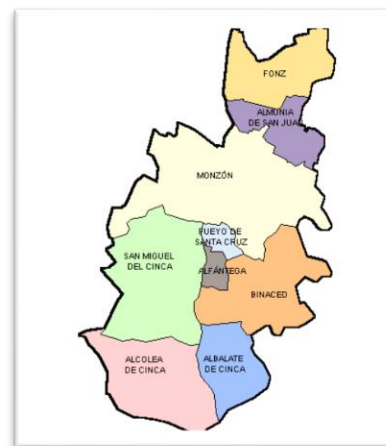 FONZ
ALMUNIA
DE SAN JUAN
MONZÓN
PUEYO DE
SANTA CRUZ
SAN MIGUEL
DEL CINCA
ALFÁNTEGA
BINACED
ALCOLEA
DE CINCA
ALBALATE
DE CINCA